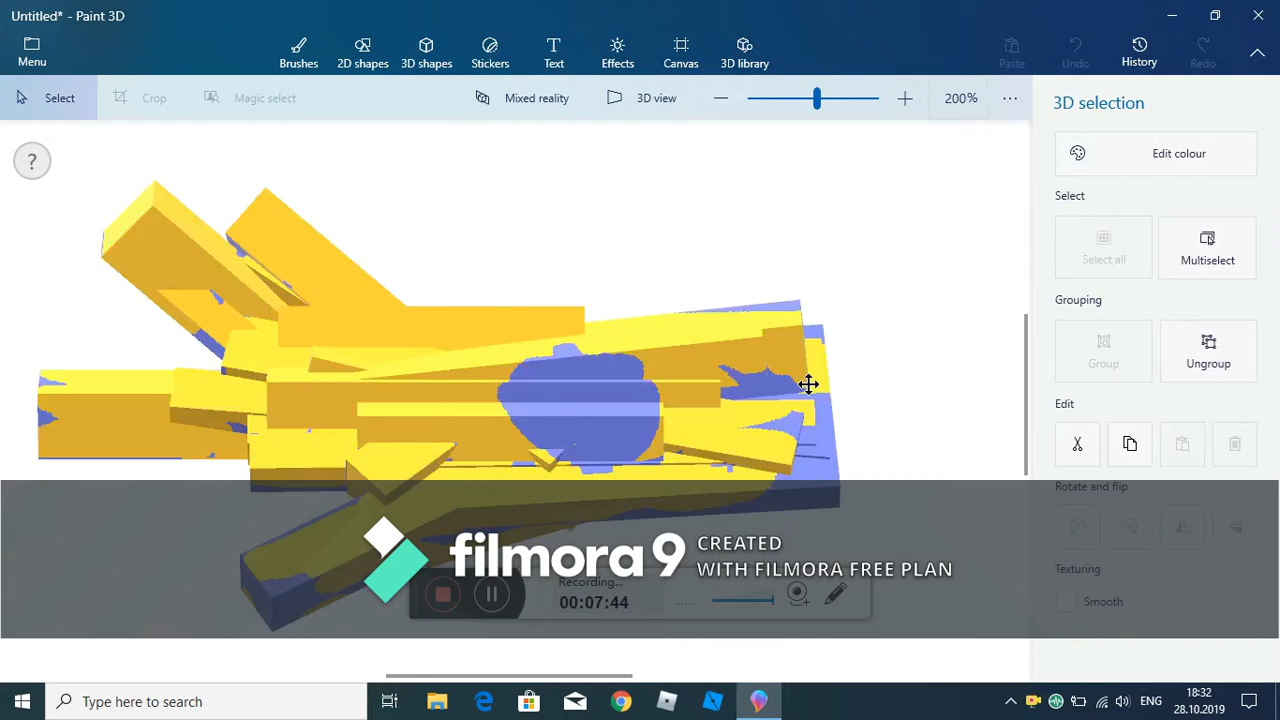 Untitled* - Paint 3D
Menu
Brushes
2D shapes
3D shapes
Stickers
Text
Effects
Canvas
3D library
Paste
Undo
History
Redo
Select
Crop
Magic select
Mixed reality
3D view
200%
3D selection
?
Edit colour
Select
Select all
Multiselect
Grouping
Group
Ungroup
Edit
Rotate and flip
Texturing
Smooth
filmora 9 CREATED
WITH FILMORA FREE PLAN
Recording...
00:07:44
Type here to search
ENG
18:32
28.10.2019